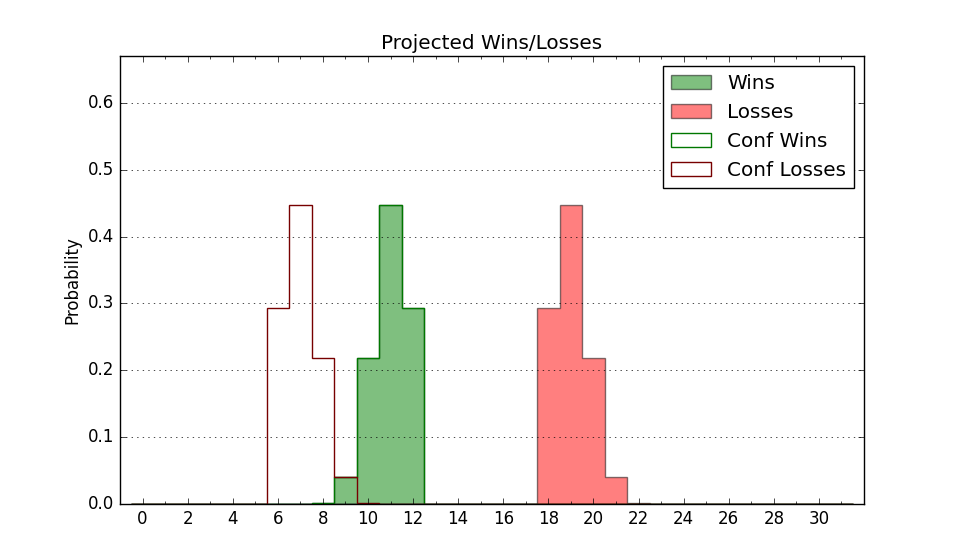 Projected Wins/Losses
Wins
Losses
Conf Wins
Conf Losses
Probability
0.6
0.5
0.4
0.3
0.2
0.1
0.0
0 2 4 6 8 10 12 14 16 18 20 22 24 26 28 30